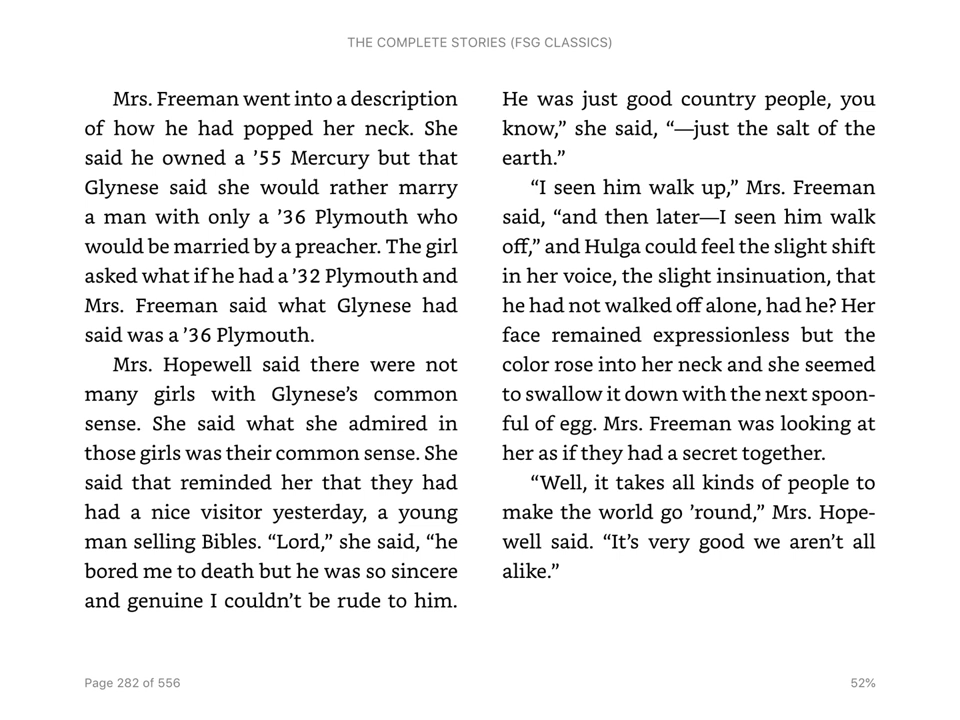 THE COMPLETE STORIES (FSG CLASSICS)
Mrs. Freeman went into a description
of how he had popped her neck. She
said he owned a ’55 Mercury but that
Glynese said she would rather marry
a man with only a ’36 Plymouth who
would be married by a preacher. The girl
asked what if he had a ’32 Plymouth and
Mrs. Freeman said what Glynese had
said was a ’36 Plymouth.
Mrs. Hopewell said there were not
many girls with Glynese’s common
sense. She said what she admired in
those girls was their common sense. She
said that reminded her that they had
had a nice visitor yesterday, a young
man selling Bibles. “Lord,” she said, “he
bored me to death but he was so sincere
and genuine I couldn’t be rude to him.
He was just good country people, you
know,” she said, “—just the salt of the
earth.”
“I seen him walk up,” Mrs. Freeman
said, “and then later—I seen him walk
off,” and Hulga could feel the slight shift
in her voice, the slight insinuation, that
he had not walked off alone, had he? Her
face remained expressionless but the
color rose into her neck and she seemed
to swallow it down with the next spoon-
ful of egg. Mrs. Freeman was looking at
her as if they had a secret together.
“Well, it takes all kinds of people to
make the world go ’round,” Mrs. Hope-
well said. “It’s very good we aren’t all
alike.”
Page 282 of 556
52%